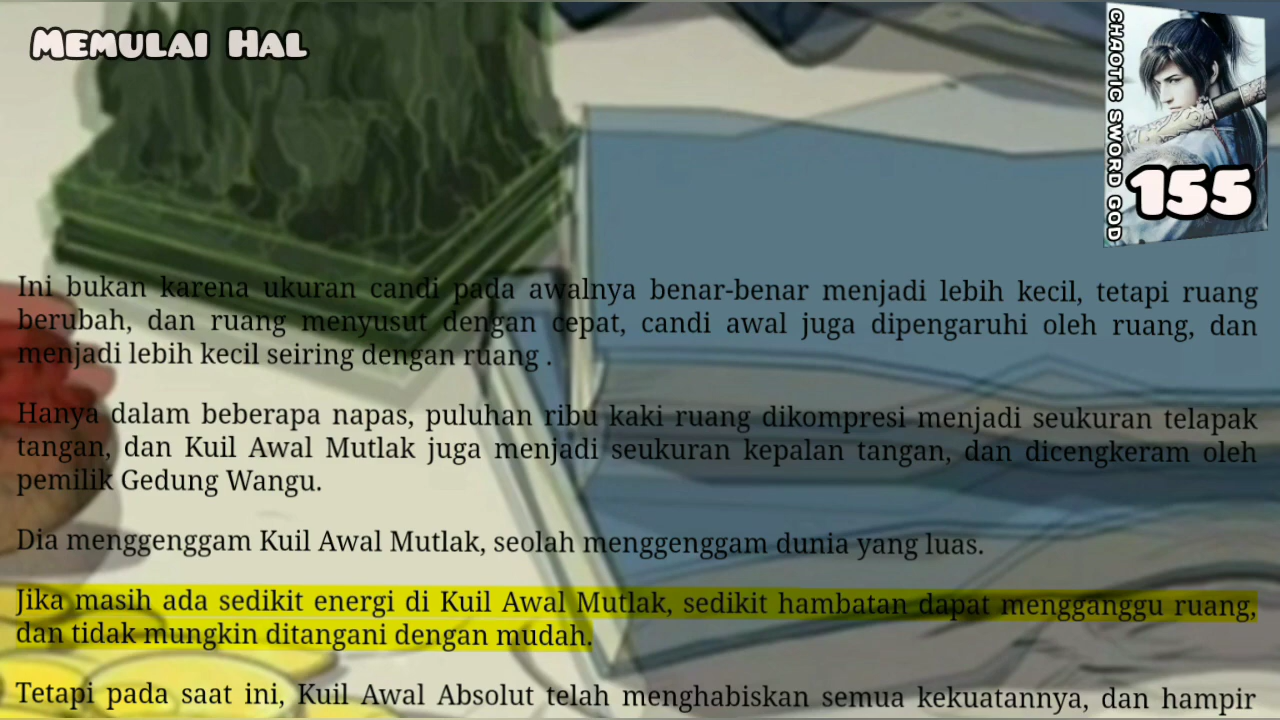 Memulai Hal
CHAOTIC SWORD GOD
155
Ini bukan karena ukuran candi pada awalnya benar-benar menjadi lebih kecil, tetapi ruang
berubah, dan ruang menyusut dengan cepat, candi awal juga dipengaruhi oleh ruang, dan
menjadi lebih kecil seiring dengan ruang .
Hanya dalam beberapa napas, puluhan ribu kaki ruang dikompresi menjadi seukuran telapak
tangan, dan Kuil Awal Mutlak juga menjadi seukuran kepalan tangan, dan dicengkeram oleh
pemilik Gedung Wangu.
Dia menggenggam Kuil Awal Mutlak, seolah menggenggam dunia yang luas.
Jika masih ada sedikit energi di Kuil Awal Mutlak, sedikit hambatan dapat mengganggu ruang,
dan tidak mungkin ditangani dengan mudah.
Tetapi pada saat ini, Kuil Awal Absolut telah menghabiskan semua kekuatannya, dan hampir